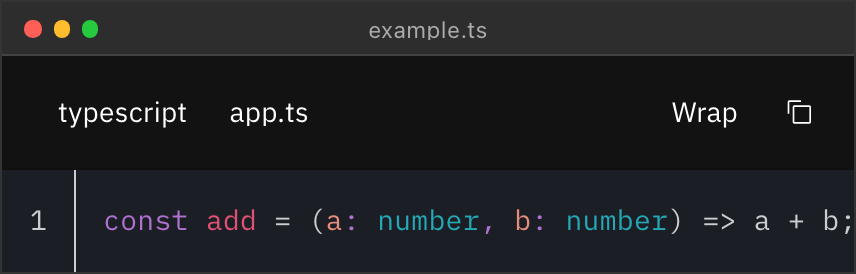 example.ts
typescript app.ts Wrap
1 const add = (a: number, b: number) => a + b;